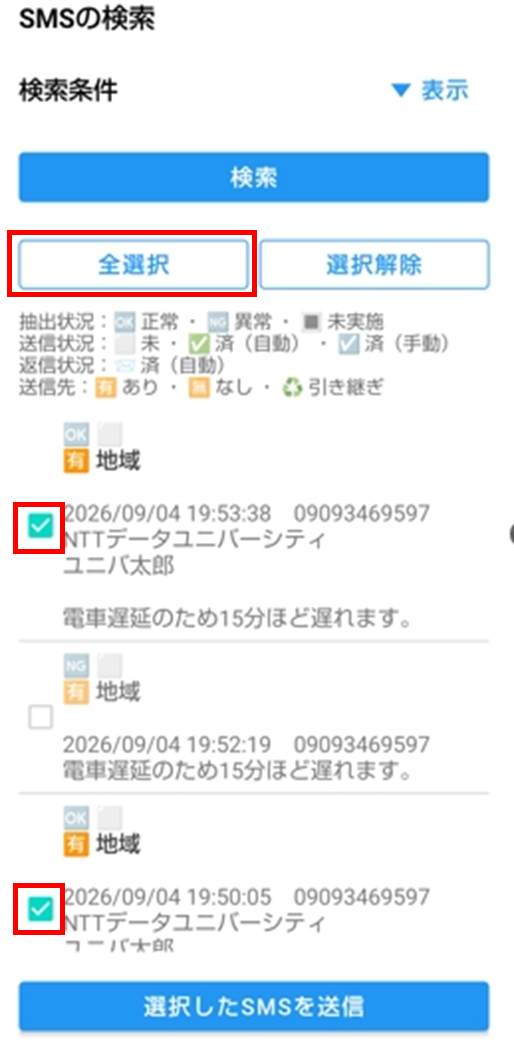 SMSの検索
検索条件 ▼ 表示
検索
全選択 選択解除
抽出状況：🆗 正常 ・ 🆖 異常 ・ 🔳 未実施
送信状況：⬜ 未 ・ ✅ 済（自動） ・ ☑️ 済（手動）
返信状況：📨 済（自動）
送信先：🈶 あり ・ 🈚 なし ・ ♻️ 引き継ぎ
🆗 ⬜
🈶 地域
2026/09/04 19:53:38 09093469597
NTTデータユニバーシティ
ユニバ太郎
電車遅延のため15分ほど遅れます。
🆖 ⬜
🈶 地域
2026/09/04 19:52:19 09093469597
電車遅延のため15分ほど遅れます。
🆗 ⬜
🈶 地域
2026/09/04 19:50:05 09093469597
NTTデータユニバーシティ
ユニバ太郎
選択したSMSを送信